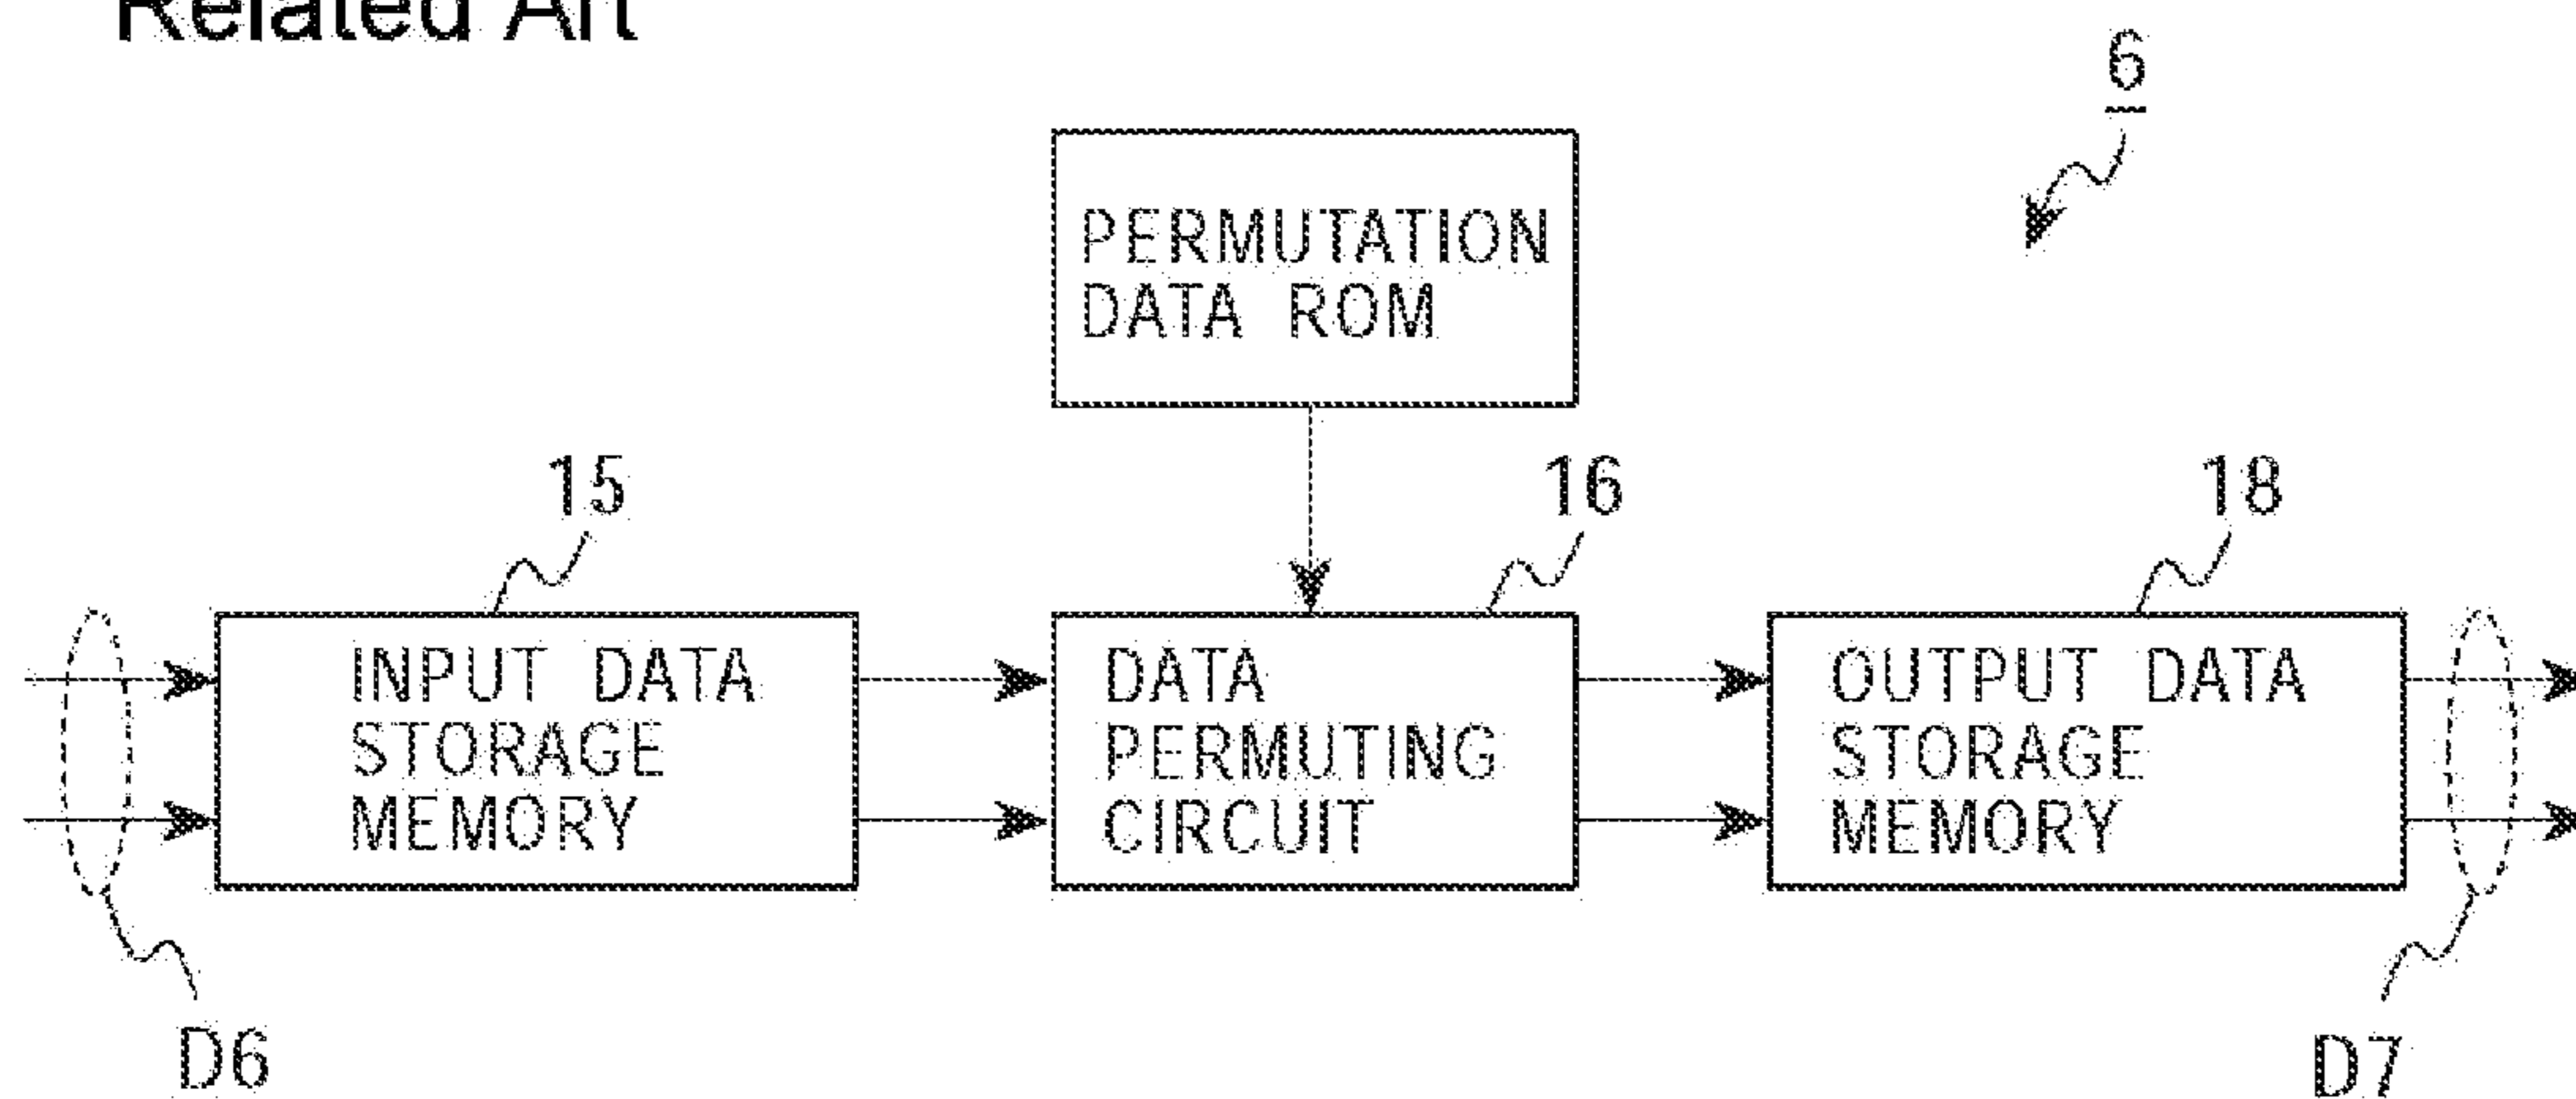 Related Art
6
PERMUTATION
DATA ROM
15
16
18
INPUT DATA
STORAGE
MEMORY
DATA
PERMUTING
CIRCUIT
OUTPUT DATA
STORAGE
MEMORY
D6
D7